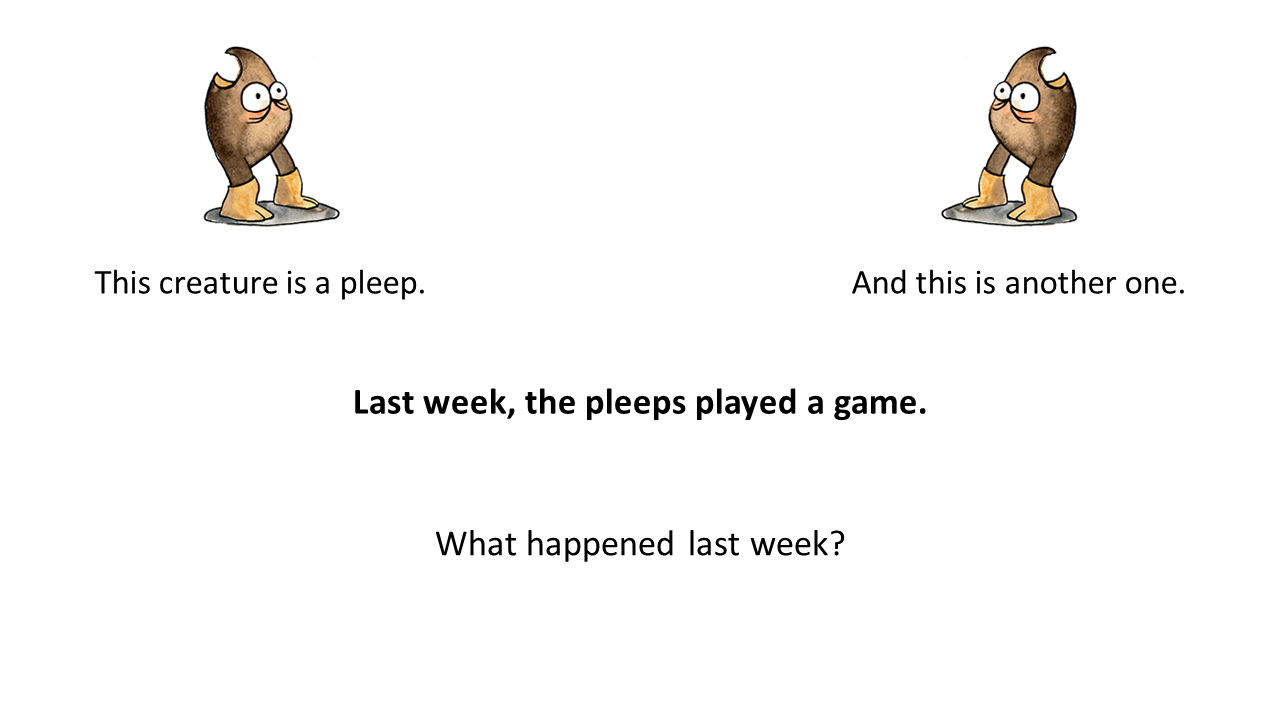 This creature is a pleep.
And this is another one.
Last week, the pleeps played a game.
What happened last week?